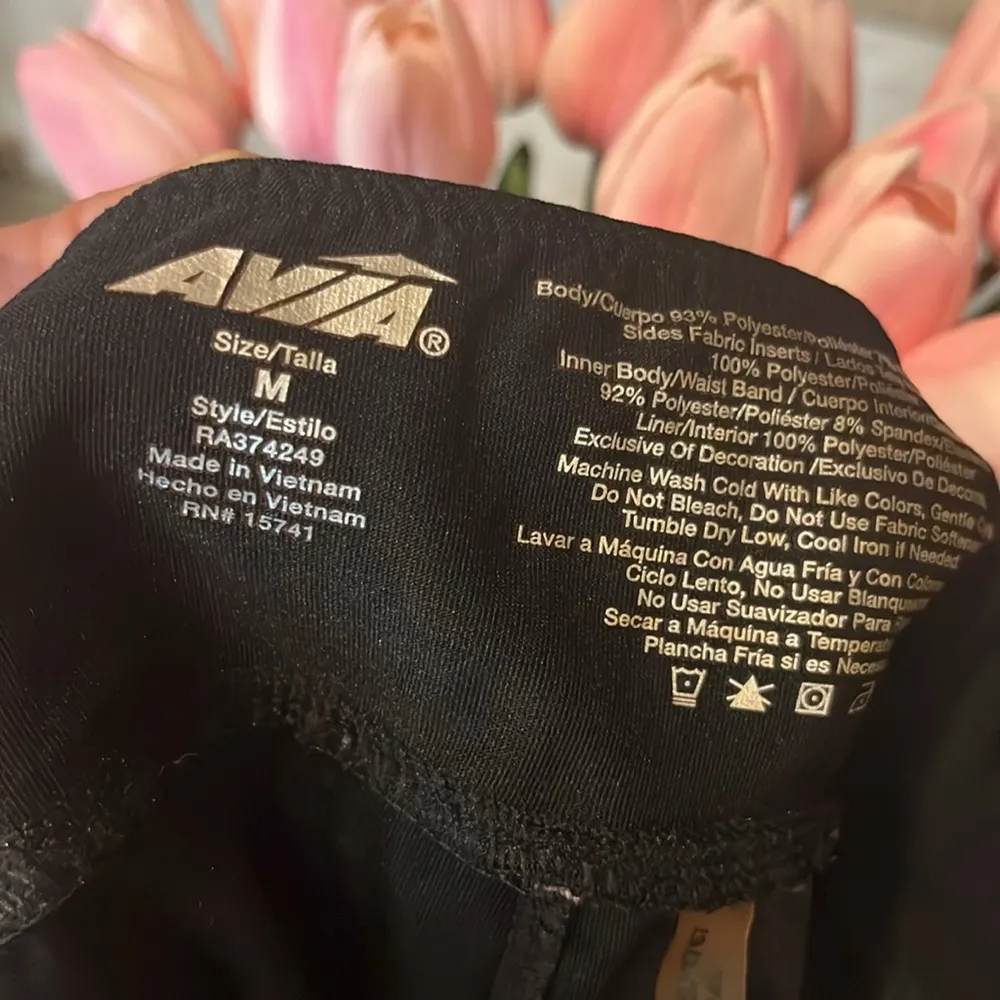 AVIA®
Size/Talla
M
Style/Estilo
RA374249
Made in Vietnam
Hecho en Vietnam
RN# 15741
Body/Cuerpo 93% Polyester/Poliéster
Sides Fabric Inserts / Lados
100% Polyester/
Inner Body/Waist Band / Cuerpo Interior/
92% Polyester/Poliéster 8% Spandex/
Liner/Interior 100% Polyester/Poliéster
Exclusive Of Decoration /Exclusivo De
Machine Wash Cold With Like Colors, Gentle
Do Not Bleach, Do Not Use Fabric
Tumble Dry Low, Cool Iron if Needed
Lavar a Máquina Con Agua Fría y Con
Ciclo Lento, No Usar
No Usar Suavizador Para
Secar a Máquina a
Plancha Fría si es